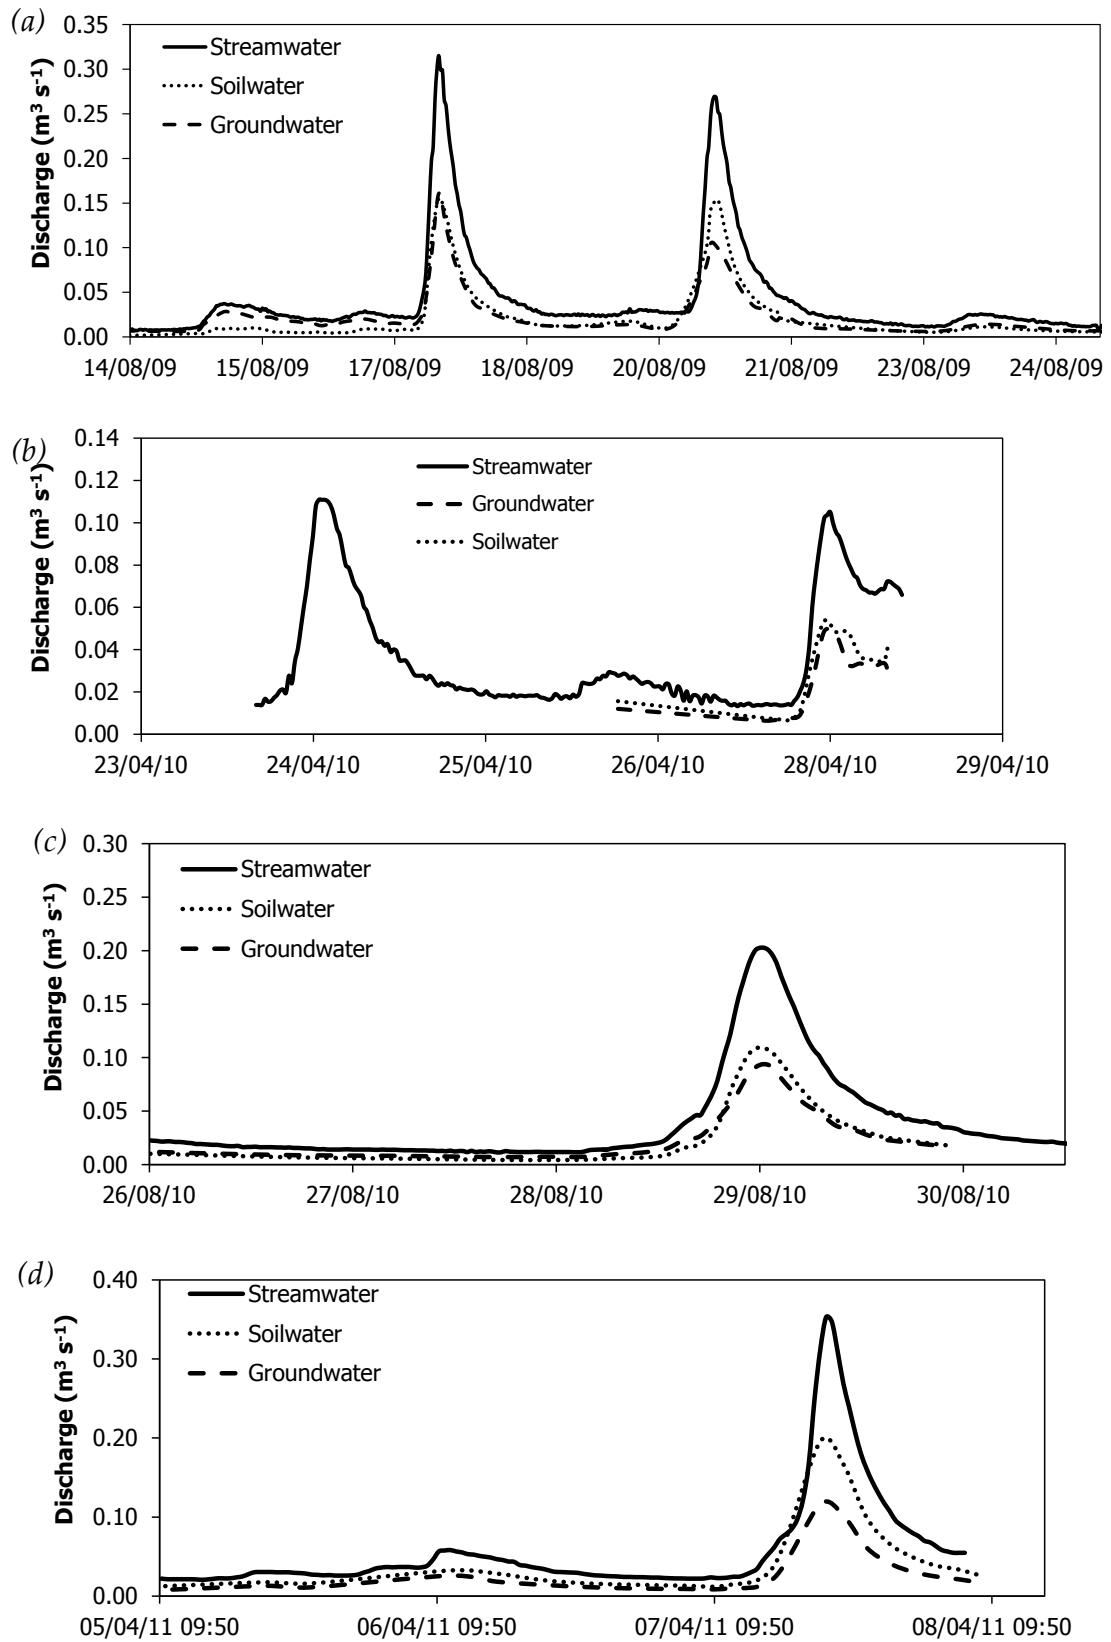 (a)
Discharge (m³ s⁻¹)
0.35
0.30
0.25
0.20
0.15
0.10
0.05
0.00
Streamwater
Soilwater
Groundwater
14/08/09 15/08/09 17/08/09 18/08/09 20/08/09 21/08/09 23/08/09 24/08/09
(b)
Discharge (m³ s⁻¹)
0.14
0.12
0.10
0.08
0.06
0.04
0.02
0.00
Streamwater
Groundwater
Soilwater
23/04/10 24/04/10 25/04/10 26/04/10 28/04/10 29/04/10
(c)
Discharge (m³ s⁻¹)
0.30
0.25
0.20
0.15
0.10
0.05
0.00
Streamwater
Soilwater
Groundwater
26/08/10 27/08/10 28/08/10 29/08/10 30/08/10
(d)
Discharge (m³ s⁻¹)
0.40
0.30
0.20
0.10
0.00
Streamwater
Soilwater
Groundwater
05/04/11 09:50 06/04/11 09:50 07/04/11 09:50 08/04/11 09:50